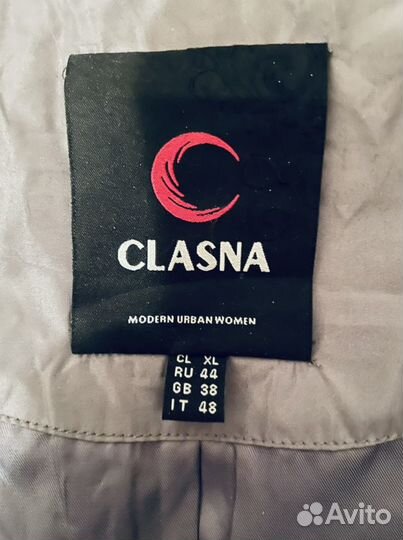 CLASNA
MODERN URBAN WOMEN
CL XL
RU 44
GB 38
IT 48
Avito